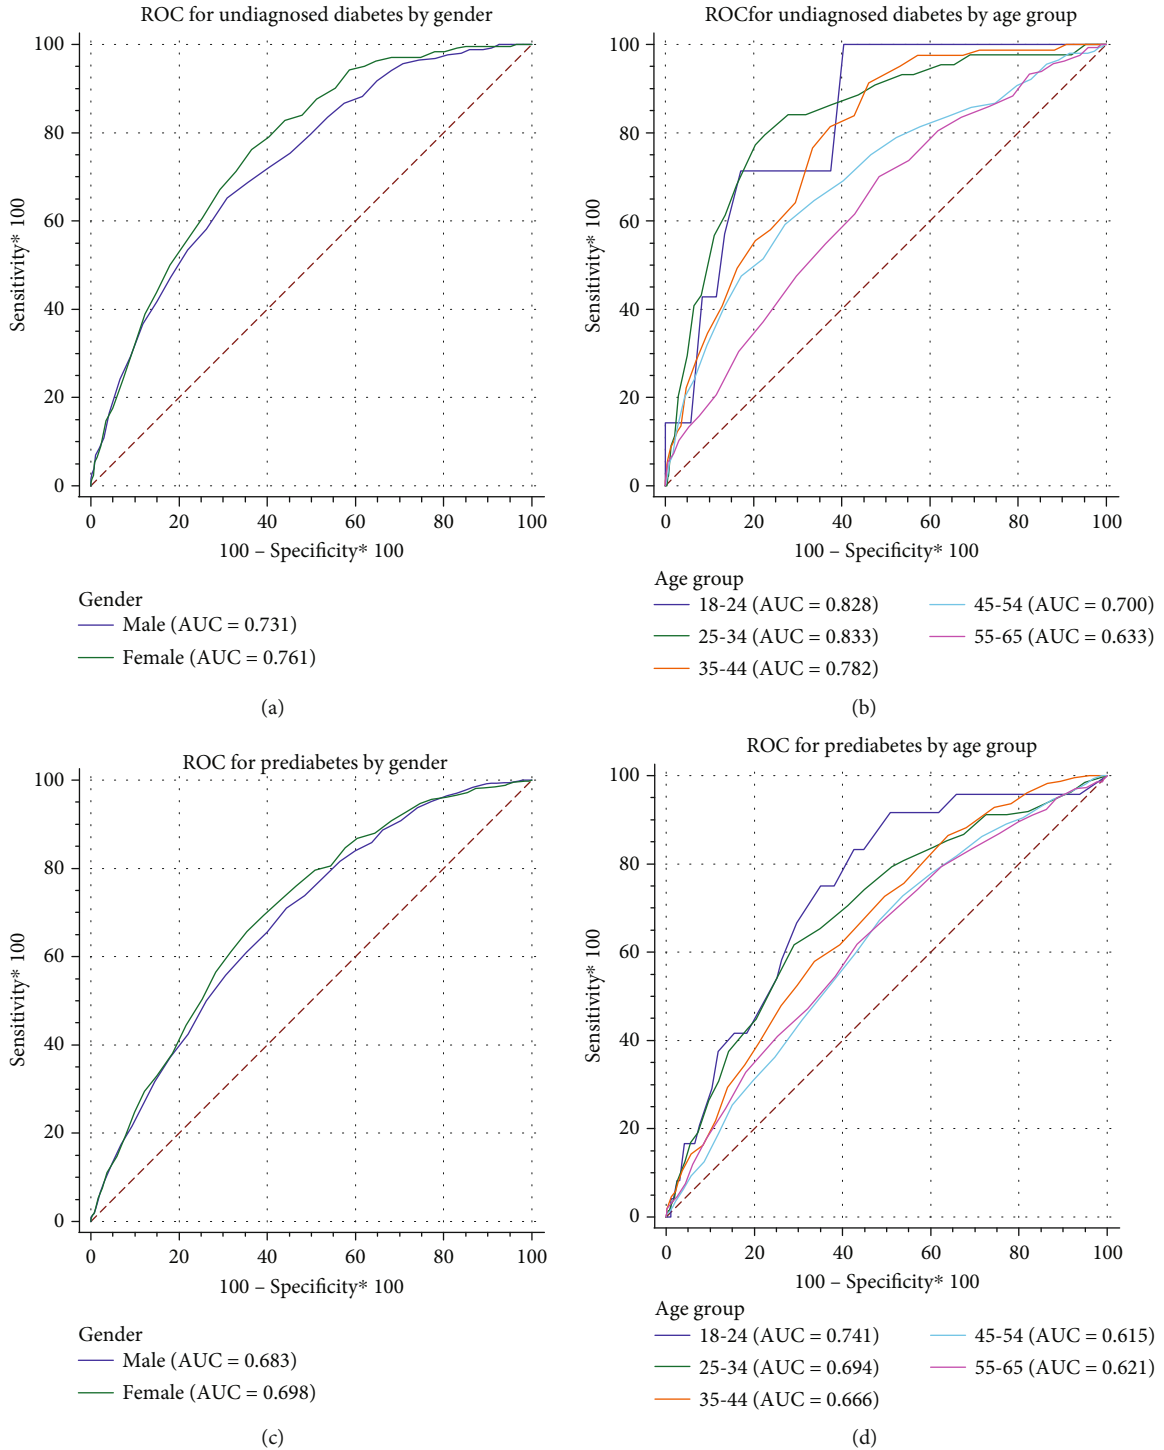 ROC for undiagnosed diabetes by gender
100
80
60
40
20
0
Sensitivity* 100
0 20 40 60 80 100
100 – Specificity* 100
Gender
Male (AUC = 0.731)
Female (AUC = 0.761)
(a)
ROCfor undiagnosed diabetes by age group
100
80
60
40
20
0
Sensitivity* 100
0 20 40 60 80 100
100 – Specificity* 100
Age group
18-24 (AUC = 0.828)
25-34 (AUC = 0.833)
35-44 (AUC = 0.782)
45-54 (AUC = 0.700)
55-65 (AUC = 0.633)
(b)
ROC for prediabetes by gender
100
80
60
40
20
0
Sensitivity* 100
0 20 40 60 80 100
100 – Specificity* 100
Gender
Male (AUC = 0.683)
Female (AUC = 0.698)
(c)
ROC for prediabetes by age group
100
80
60
40
20
0
Sensitivity* 100
0 20 40 60 80 100
100 – Specificity* 100
Age group
18-24 (AUC = 0.741)
25-34 (AUC = 0.694)
35-44 (AUC = 0.666)
45-54 (AUC = 0.615)
55-65 (AUC = 0.621)
(d)